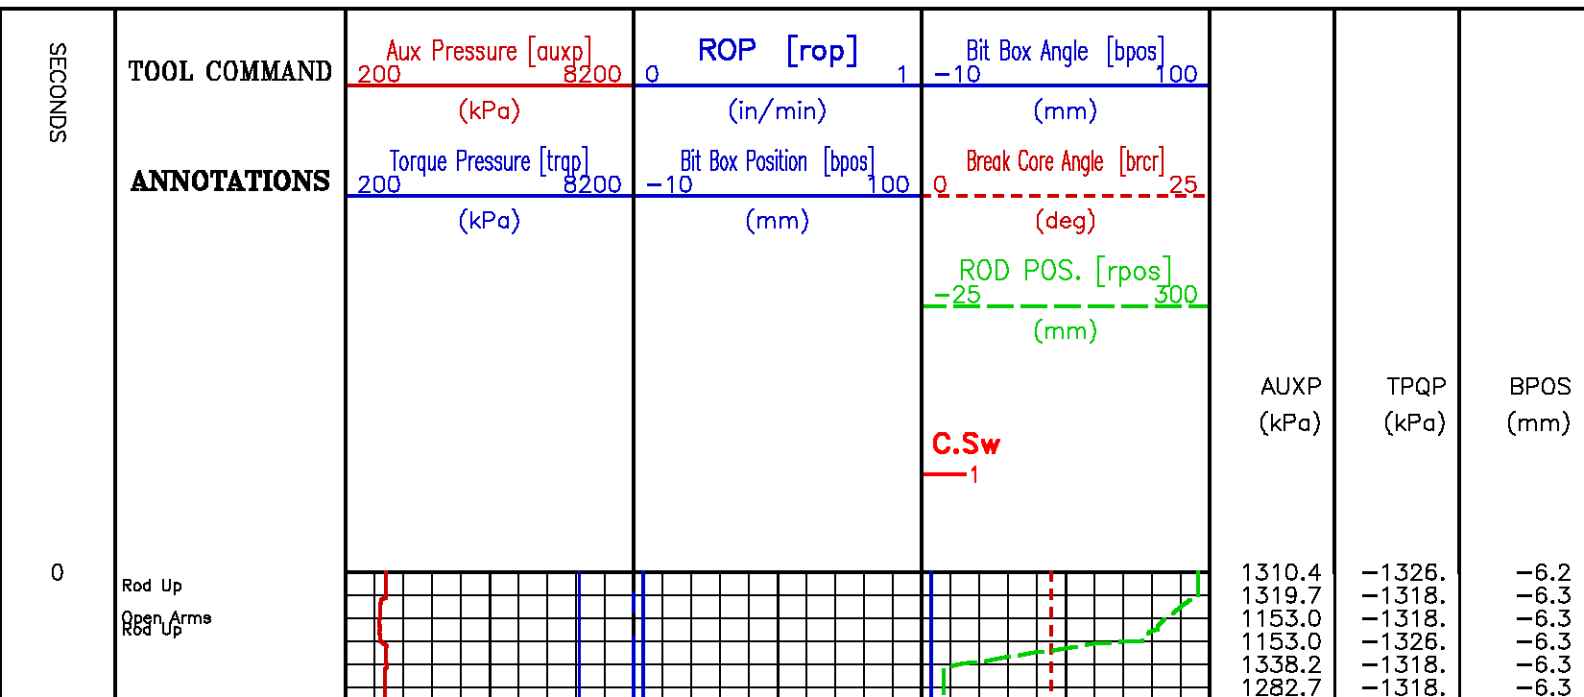 SECONDS
TOOL COMMAND
ANNOTATIONS
Aux Pressure [auxp]
200 8200
(kPa)
Torque Pressure [trqp]
200 8200
(kPa)
ROP [rop]
0 1
(in/min)
Bit Box Position [bpos]
-10 100
(mm)
Bit Box Angle [bpos]
-10 100
(mm)
Break Core Angle [brcr]
0 25
(deg)
ROD POS. [rpos]
-25 300
(mm)
C.Sw
1
AUXP TPQP BPOS
(kPa) (kPa) (mm)
0
Rod Up
Open Arms
Rod Up
1310.4 -1326. -6.2
1319.7 -1318. -6.3
1153.0 -1318. -6.3
1153.0 -1326. -6.3
1338.2 -1318. -6.3
1282.7 -1318. -6.3